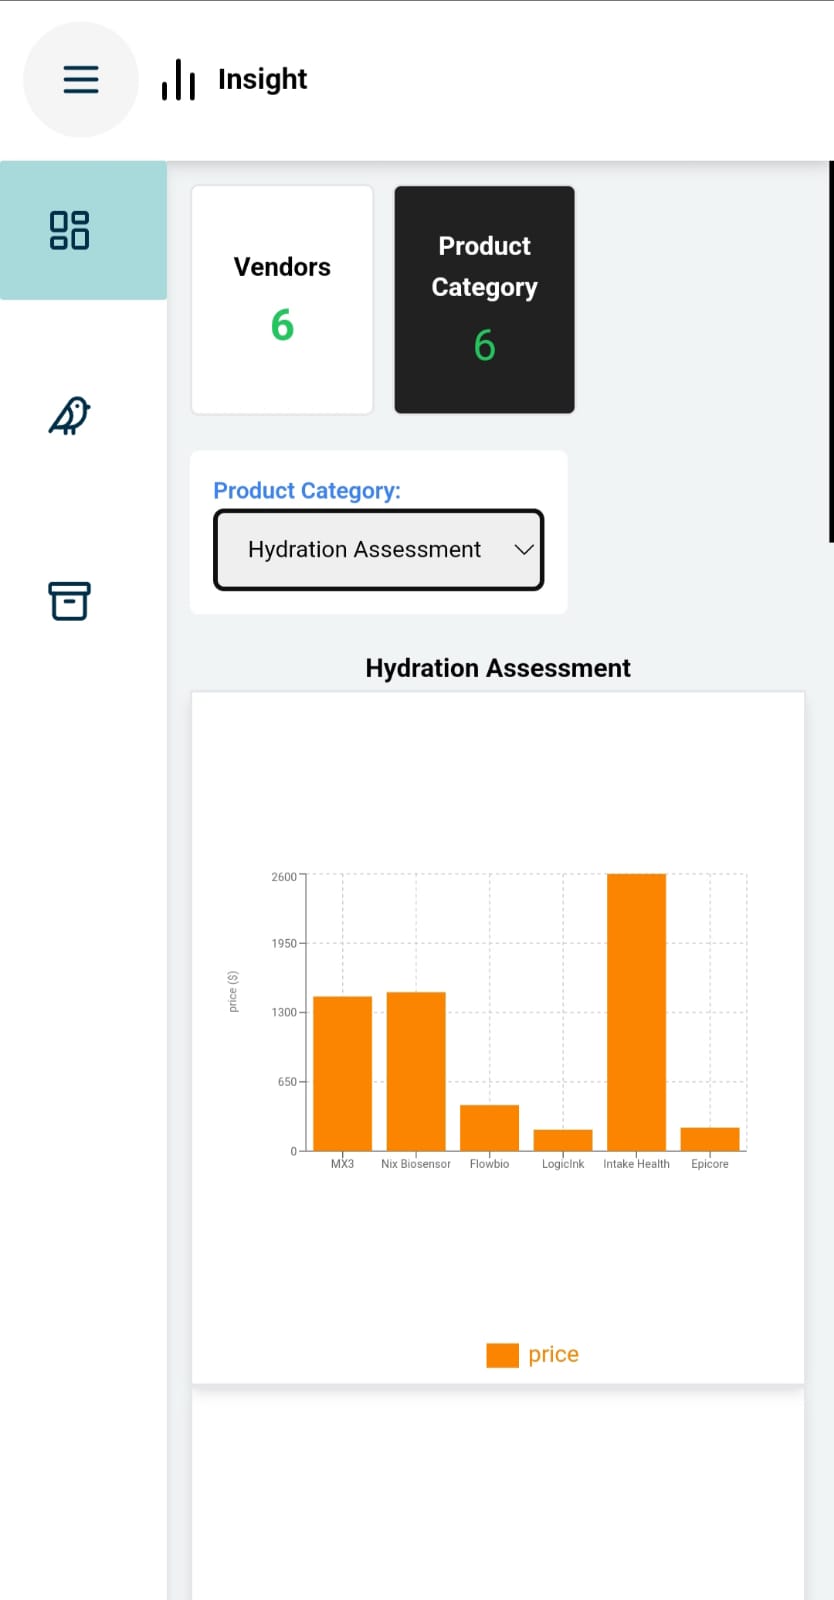 Insight
Vendors
6
Product
Category
6
Product Category:
Hydration Assessment
Hydration Assessment
2600
1950
1300
650
0
price ($)
MX3
Nix Biosensor
Flowbio
LogicInk
Intake Health
Epicore
price